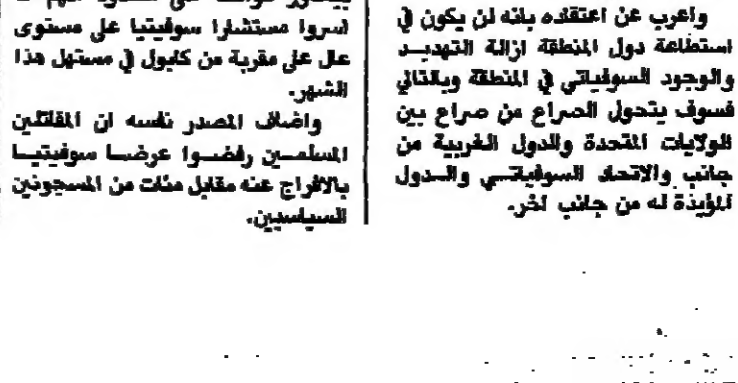 واعرب عن اعتقاده بانه لن يكون في
استطاعة دول المنطقة ازالة التهديد
والوجود السوفياتي في المنطقة وبالتالي
فسوف يتحول الصراع من صراع بين
الولايات المتحدة والدول الغربية من
جانب والاتحاد السوفياتي والدول
المؤيدة له من جانب اخر.
اسروا مستشارا سوفيتيا على مستوى
عال على مقربة من كابول في مستهل هذا
الشهر.
واضاف المصدر نفسه ان المقاتلين
المسلمين رفضوا عرضا سوفيتيا
بالافراج عنه مقابل مئات من المسجونين
السياسيين.